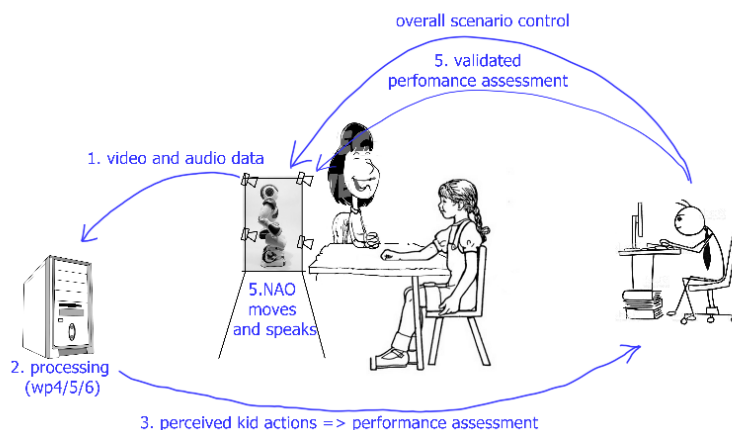 overall scenario control
5. validated
perfomance assessment
1. video and audio data
5.NAO
moves
and speaks
2. processing
(wp4/5/6)
3. perceived kid actions => performance assessment